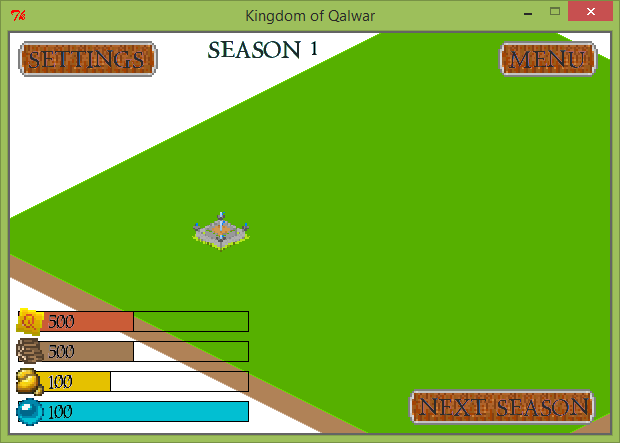 Kingdom of Qalwar
SETTINGS
SEASON 1
MENU
500
500
100
100
NEXT SEASON